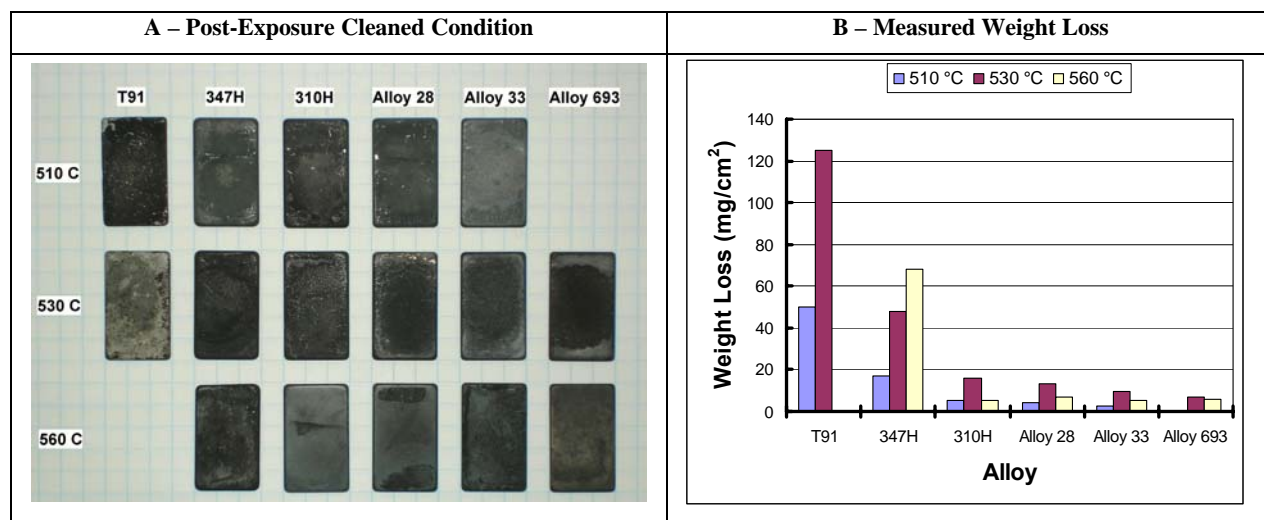 A – Post-Exposure Cleaned Condition
B – Measured Weight Loss
T91 347H 310H Alloy 28 Alloy 33 Alloy 693
510 C
530 C
560 C
510 °C 530 °C 560 °C
140
120
100
80
60
40
20
0
Weight Loss (mg/cm²)
T91 347H 310H Alloy 28 Alloy 33 Alloy 693
Alloy